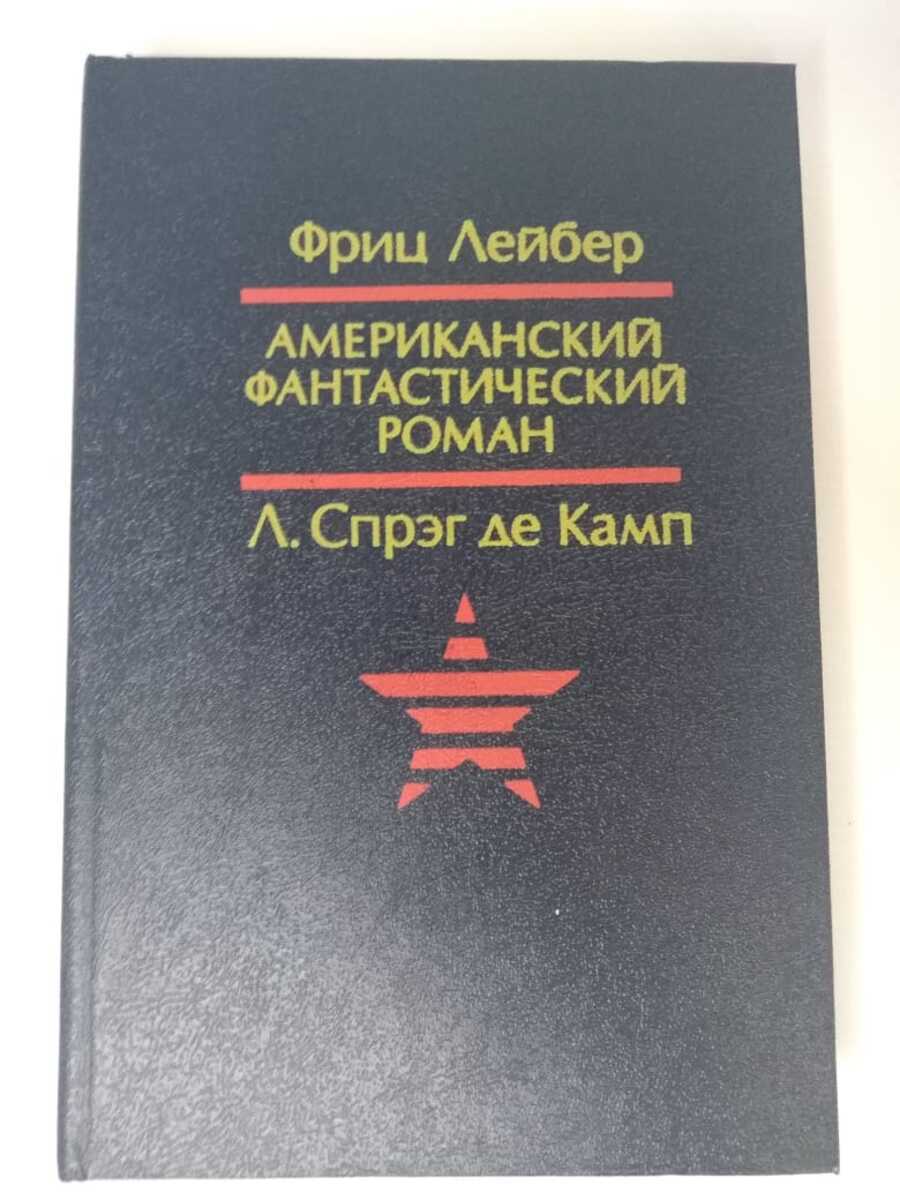 Фриц Лейбер
АМЕРИКАНСКИЙ
ФАНТАСТИЧЕСКИЙ
РОМАН
Л. Спрэг де Камп